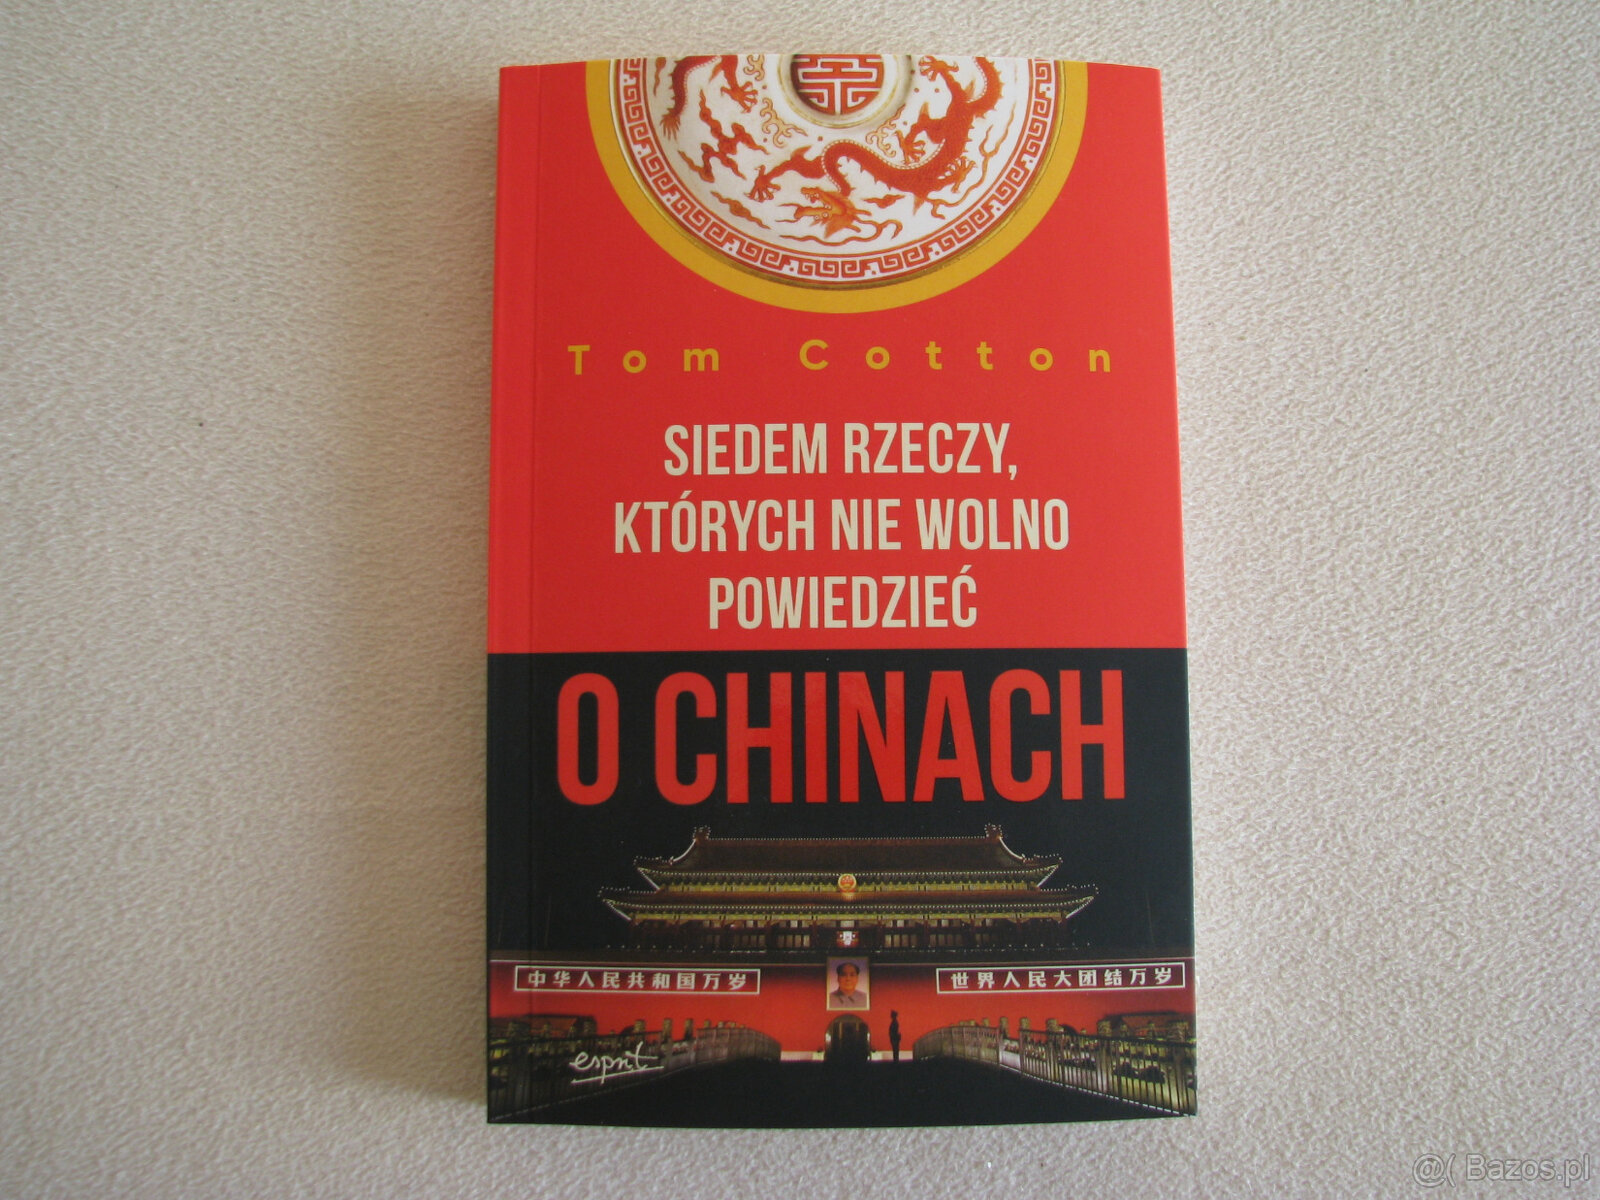 Tom Cotton
SIEDEM RZECZY,
KTÓRYCH NIE WOLNO
POWIEDZIEĆ
O CHINACH
中华人民共和国万岁
世界人民大团结万岁
esprit
@( Bazos.pl